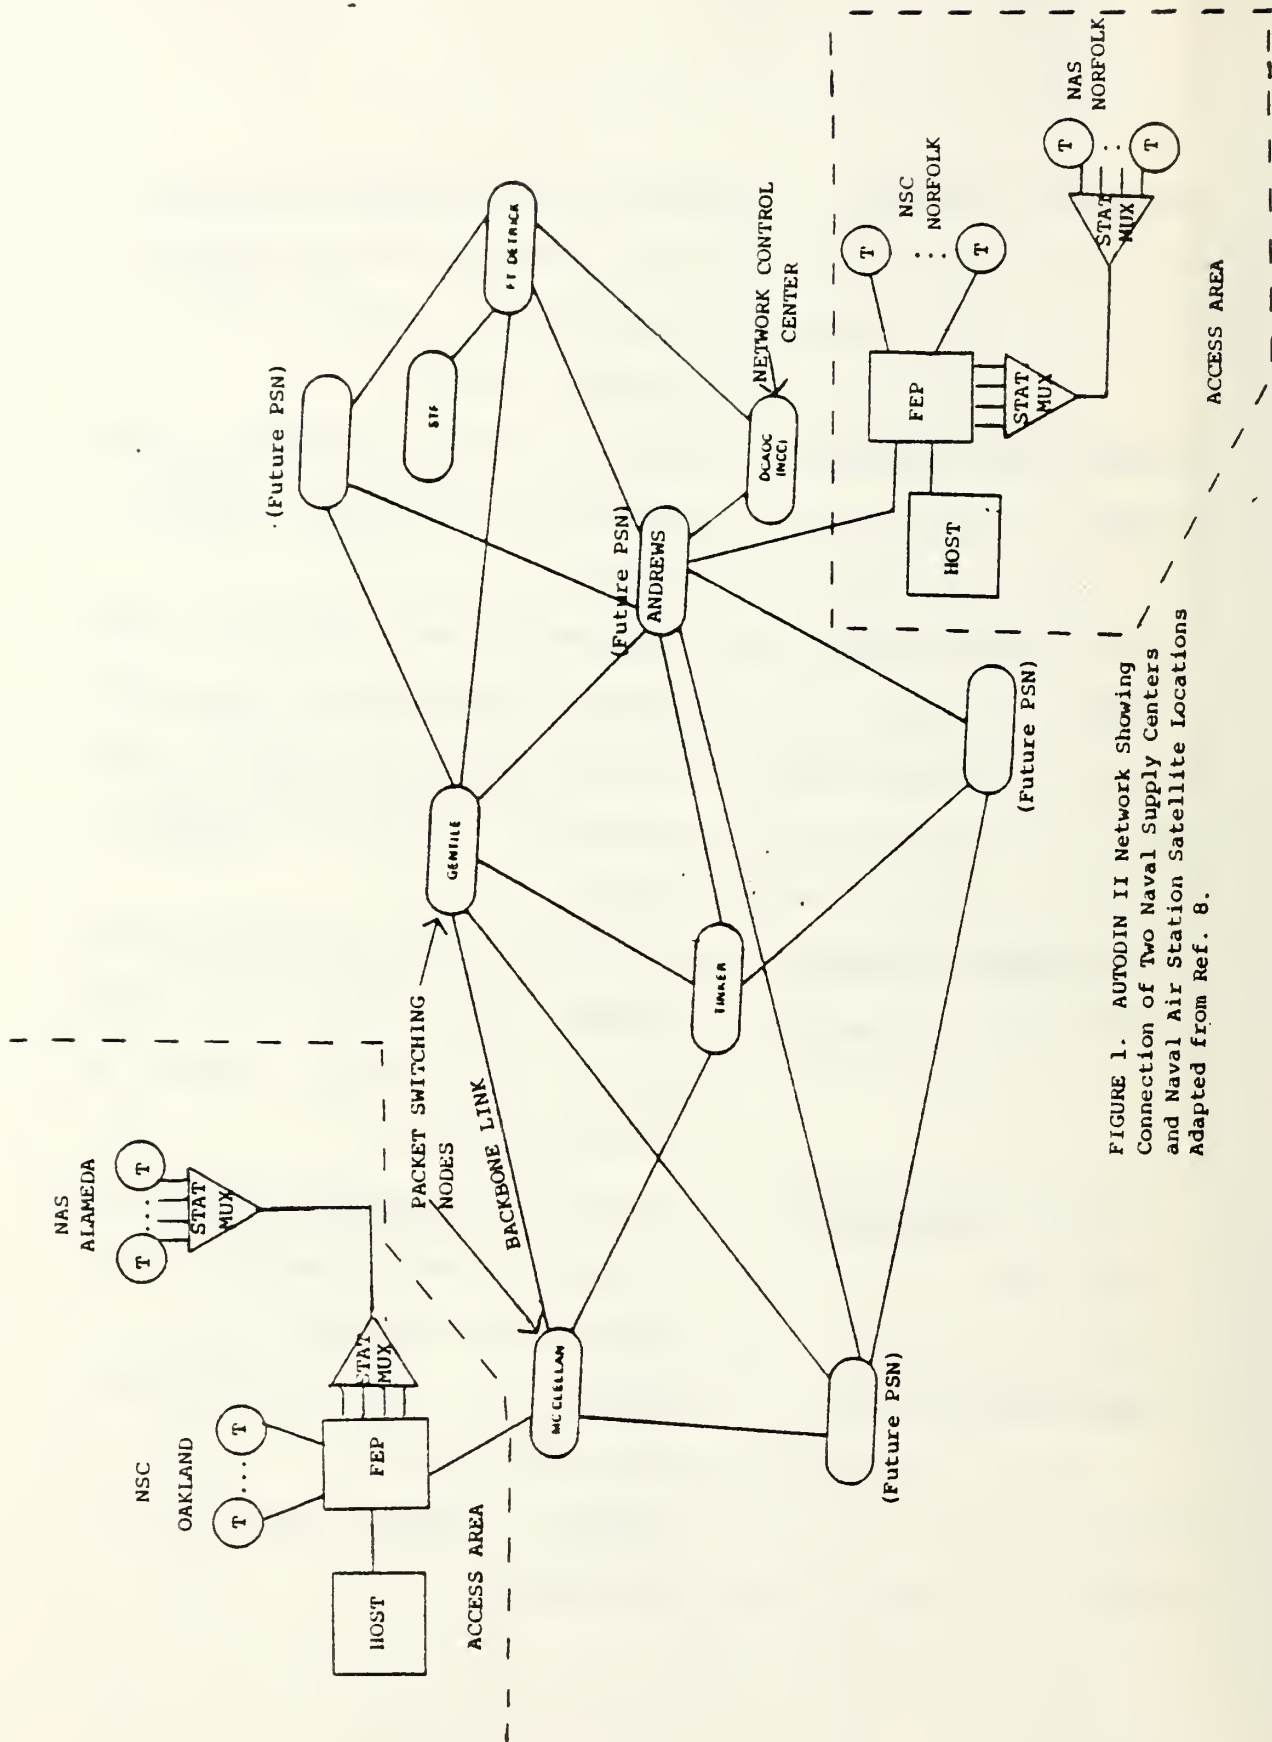 NAS
ALAMEDA
T
...
T
STAT
MUX
NSC
OAKLAND
T
...
T
HOST
FEP
STAT
MUX
ACCESS AREA
PACKET SWITCHING
NODES
BACKBONE LINK
MC CLELLAN
GENTILE
TINKER
(Future PSN)
(Future PSN)
STF
FT DETRICK
(Future PSN)
ANDREWS
DCAOC
NETWORK CONTROL
CENTER
(Future PSN)
NSC
NORFOLK
T
...
T
HOST
FEP
STAT
MUX
NAS
NORFOLK
T
T
STAT
MUX
ACCESS AREA
FIGURE 1. AUTODIN II Network Showing
Connection of Two Naval Supply Centers
and Naval Air Station Satellite Locations
Adapted from Ref. 8.